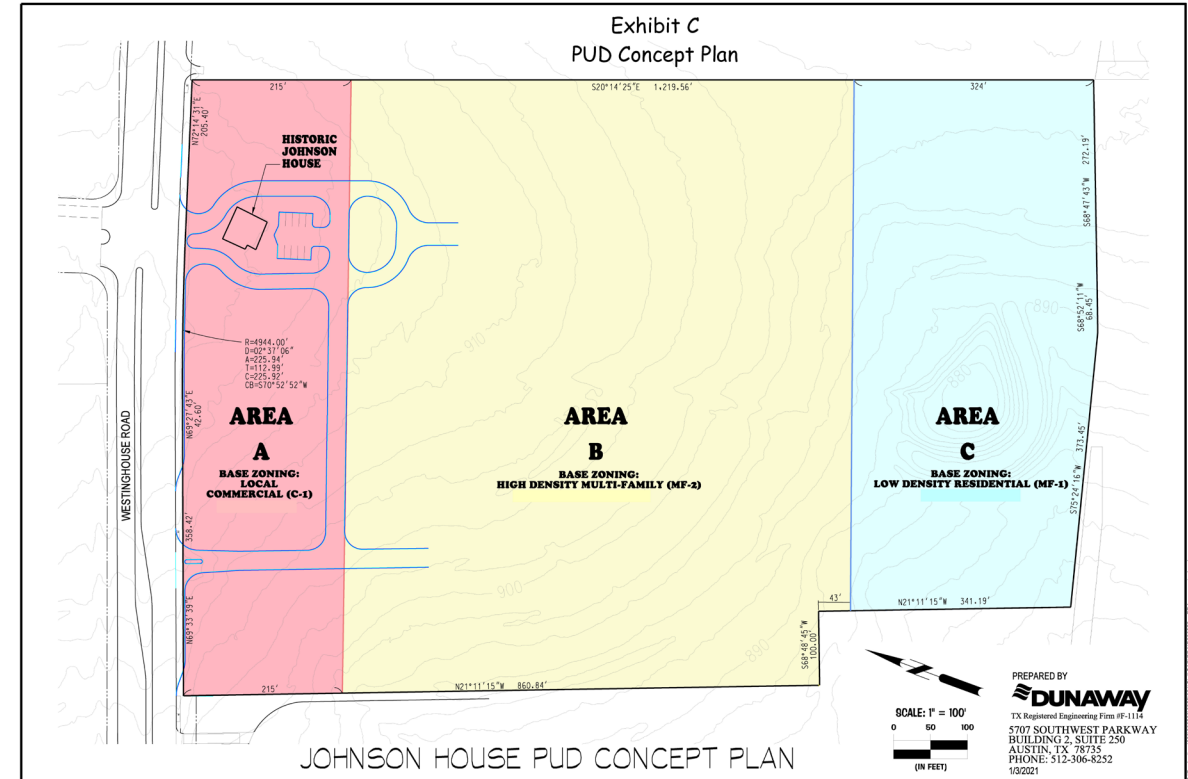 Exhibit C
PUD Concept Plan
215'
S20°14'25"E 1,219.56'
324'
N72°14'31"E
205.40'
HISTORIC
JOHNSON
HOUSE
S68°47'43"W 272.19'
890
S68°52'11"W
68.45'
910
R=4944.00'
D=02°37'06"
A=225.94'
T=112.99'
C=225.92'
CB=S70°52'52"W
880
N69°27'43"E
42.60'
WESTINGHOUSE ROAD
AREA
A
BASE ZONING:
LOCAL
COMMERCIAL (C-1)
AREA
B
BASE ZONING:
HIGH DENSITY MULTI-FAMILY (MF-2)
AREA
C
BASE ZONING:
LOW DENSITY RESIDENTIAL (MF-1)
S75°24'16"W 373.45'
N69°33'39"E 358.42'
900
43'
N21°11'15"W 341.19'
890
S68°48'45"W
100.00'
215'
N21°11'15"W 860.84'
SCALE: 1" = 100'
0 50 100
(IN FEET)
PREPARED BY
DUNAWAY
TX Registered Engineering Firm #F-1114
5707 SOUTHWEST PARKWAY
BUILDING 2, SUITE 250
AUSTIN, TX 78735
PHONE: 512-306-8252
1/3/2021
JOHNSON HOUSE PUD CONCEPT PLAN